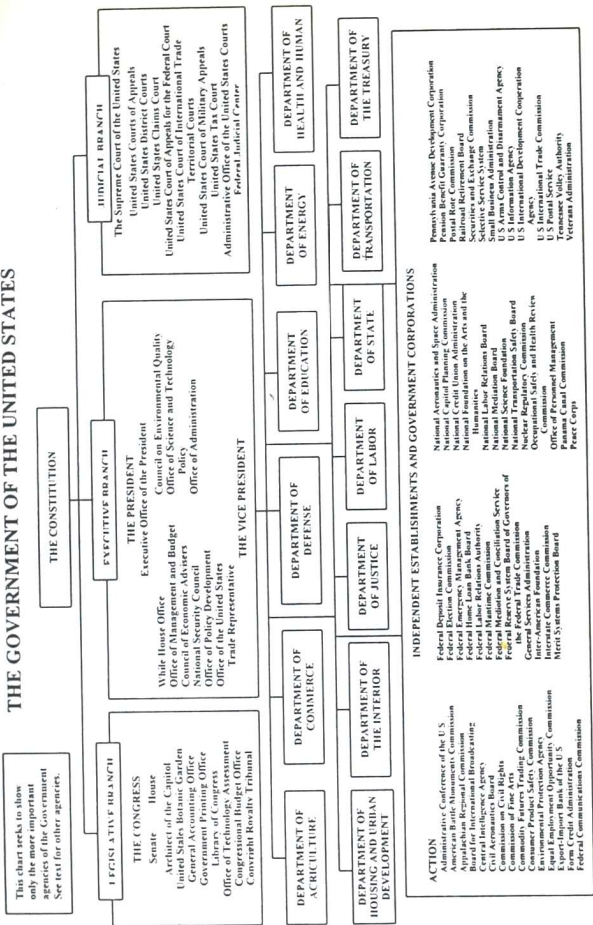 THE GOVERNMENT OF THE UNITED STATES
This chart seeks to show
only the more important
agencies of the Government
See text for other agencies.
THE CONSTITUTION
LEGISLATIVE BRANCH
THE CONGRESS
Senate House
Architect of the Capitol
United States Botanic Garden
General Accounting Office
Government Printing Office
Library of Congress
Office of Technology Assessment
Congressional Budget Office
Copyright Royalty Tribunal
EXECUTIVE BRANCH
THE PRESIDENT
Executive Office of the President
While House Office
Office of Management and Budget
Council of Economic Advisers
National Security Council
Office of Policy Development
Office of the United States
Trade Representative
Council on Environmental Quality
Office of Science and Technology
Policy
Office of Administration
THE VICE PRESIDENT
JUDICIAL BRANCH
The Supreme Court of the United States
United States Courts of Appeals
United States District Courts
United States Claims Court
United States Court of Appeals for the Federal Court
United States Court of International Trade
Territorial Courts
United States Court of Military Appeals
United States Tax Court
Administrative Office of the United States Courts
Federal Judicial Center
DEPARTMENT OF
ACRICULTURE
DEPARTMENT OF
COMMERCE
DEPARTMENT OF
DEFENSE
DEPARTMENT
OF EDUCATION
DEPARTMENT
OF ENERGY
DEPARTMENT OF
HEALTH AND HUMAN
DEPARTMENT OF
HOUSING AND URBAN
DEVELOPMENT
DEPARTMENT OF
THE INTERIOR
DEPARTMENT
OF JUSTICE
DEPARTMENT
OF LABOR
DEPARTMENT
OF STATE
DEPARTMENT OF
TRANSPORTATION
DEPARTMENT OF
THE TREASURY
INDEPENDENT ESTABLISHMENTS AND GOVERNMENT CORPORATIONS
ACTION
Administrative Conference of the U S
American Battle Monuments Commission
Appalachian Regional Commission
Board for International Broadcasting
Central Intelligence Agency
Civil Aeronautics Board
Commission on Civil Rights
Commission of Fine Arts
Commodity Futures Trading Commission
Consumer Product Safety Commission
Environmental Protection Agency
Equal Employment Opportunity Commission
Export-Import Bank of the U S
Form Credit Administration
Federal Communications Commission
Federal Deposit Insurance Corporation
Federal Election Commission
Federal Emergency Management Agency
Federal Home Loan Bank Board
Federal Labor Relations Authority
Federal Mantime Commission
Federal Mediation and Conciliation Service
Federal Reserve System Board of Governors of
the Federal Trade Commission
General Services Administration
Inter-American Foundation
Interstate Commerce Commission
Merit Systems Protection Board
National Aeronautics and Space Administration
National Capitol Planning Commission
National Credit Union Administration
National Foundation on the Arts and the
Humanities
National Labor Relations Board
National Mediation Board
National Science Foundation
National Transportation Safety Board
Nuclear Regulatory Commission
Occupational Safety and Health Review
Commission
Office of Personnel Management
Panama Canal Commission
Peace Corps
Pennsylvania Avenue Development Corporation
Pension Benefit Guaranty Corporation
Postal Rote Commission
Railroad Retirement Board
Securities and Exchange Commission
Selective Service System
Small Business Administration
U S Arms Control and Disarmament Agency
U S Information Agency
U S International Development Cooperation
Agency
U S International Trade Commission
U S Postal Service
Tennessee Volley Authority
Veterans Administration